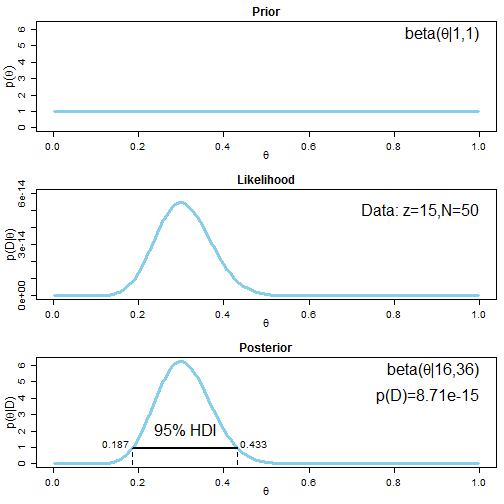 Prior
beta(θ|1,1)
p(θ)
0 1 2 3 4 5 6
0.0 0.2 0.4 0.6 0.8 1.0
θ
Likelihood
Data: z=15,N=50
p(D|θ)
0e+00 3e-14 6e-14
0.0 0.2 0.4 0.6 0.8 1.0
θ
Posterior
beta(θ|16,36)
p(D)=8.71e-15
p(θ|D)
0 1 2 3 4 5 6
95% HDI
0.187 0.433
0.0 0.2 0.4 0.6 0.8 1.0
θ